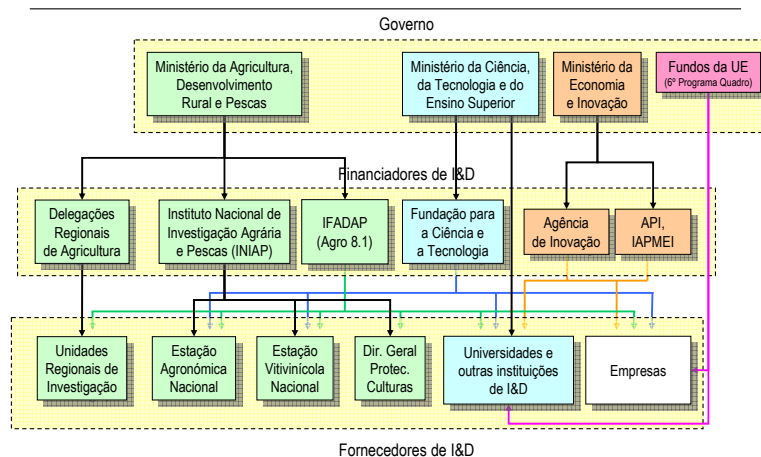 Governo
Ministério da Agricultura,
Desenvolvimento
Rural e Pescas
Ministério da Ciência,
da Tecnologia e do
Ensino Superior
Ministério da
Economia
e Inovação
Fundos da UE
(6º Programa Quadro)
Financiadores de I&D
Delegações
Regionais
de Agricultura
Instituto Nacional de
Investigação Agrária
e Pescas (INIAP)
IFADAP
(Agro 8.1)
Fundação para
a Ciência e
a Tecnologia
Agência
de Inovação
API,
IAPMEI
Unidades
Regionais de
Investigação
Estação
Agronómica
Nacional
Estação
Vitivinícola
Nacional
Dir. Geral
Protec.
Culturas
Universidades e
outras instituições
de I&D
Empresas
Fornecedores de I&D